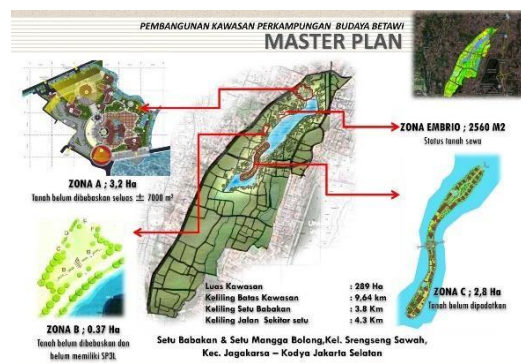 PEMBANGUNAN KAWASAN PERKAMPUNGAN BUDAYA BETAWI
MASTER PLAN
ZONA A ; 3,2 Ha
Tanah belum dibebaskan seluas ± 7000 m²
ZONA EMBRIO ; 2560 M2
Status tanah sewa
ZONA B ; 0.37 Ha
Tanah belum dibebaskan dan
belum memiliki SP3L
ZONA C ; 2,8 Ha
Tanah belum dipadatkan
Luas Kawasan : 289 Ha
Keliling Batas Kawasan : 9,64 km
Keliling Setu Babakan : 3.8 Km
Keliling Jalan Sekitar setu : 4.3 Km
Setu Babakan & Setu Mangga Bolong,Kel. Srengseng Sawah,
Kec. Jagakarsa – Kodya Jakarta Selatan